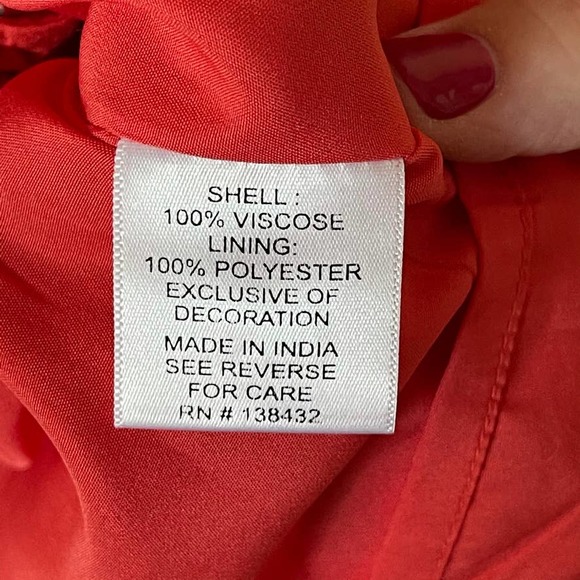 SHELL :
100% VISCOSE
LINING:
100% POLYESTER
EXCLUSIVE OF
DECORATION
MADE IN INDIA
SEE REVERSE
FOR CARE
RN # 138432